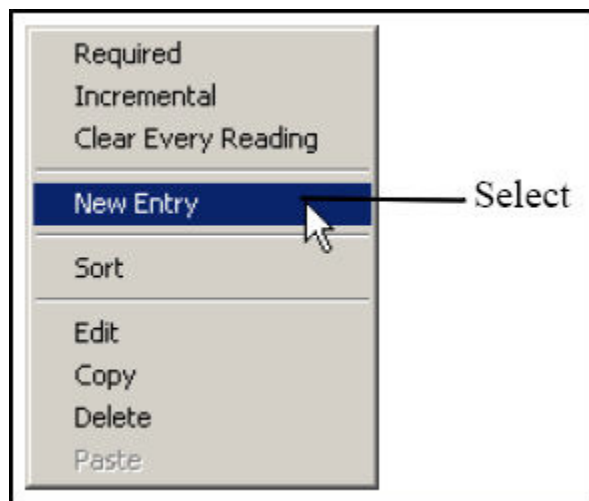 Required
Incremental
Clear Every Reading
New Entry
Select
Sort
Edit
Copy
Delete
Paste